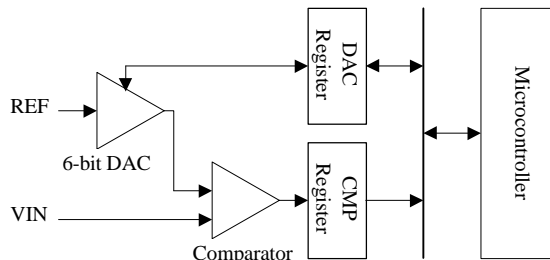 DAC
Register
REF
6-bit DAC
Microcontroller
CMP
Register
VIN
Comparator